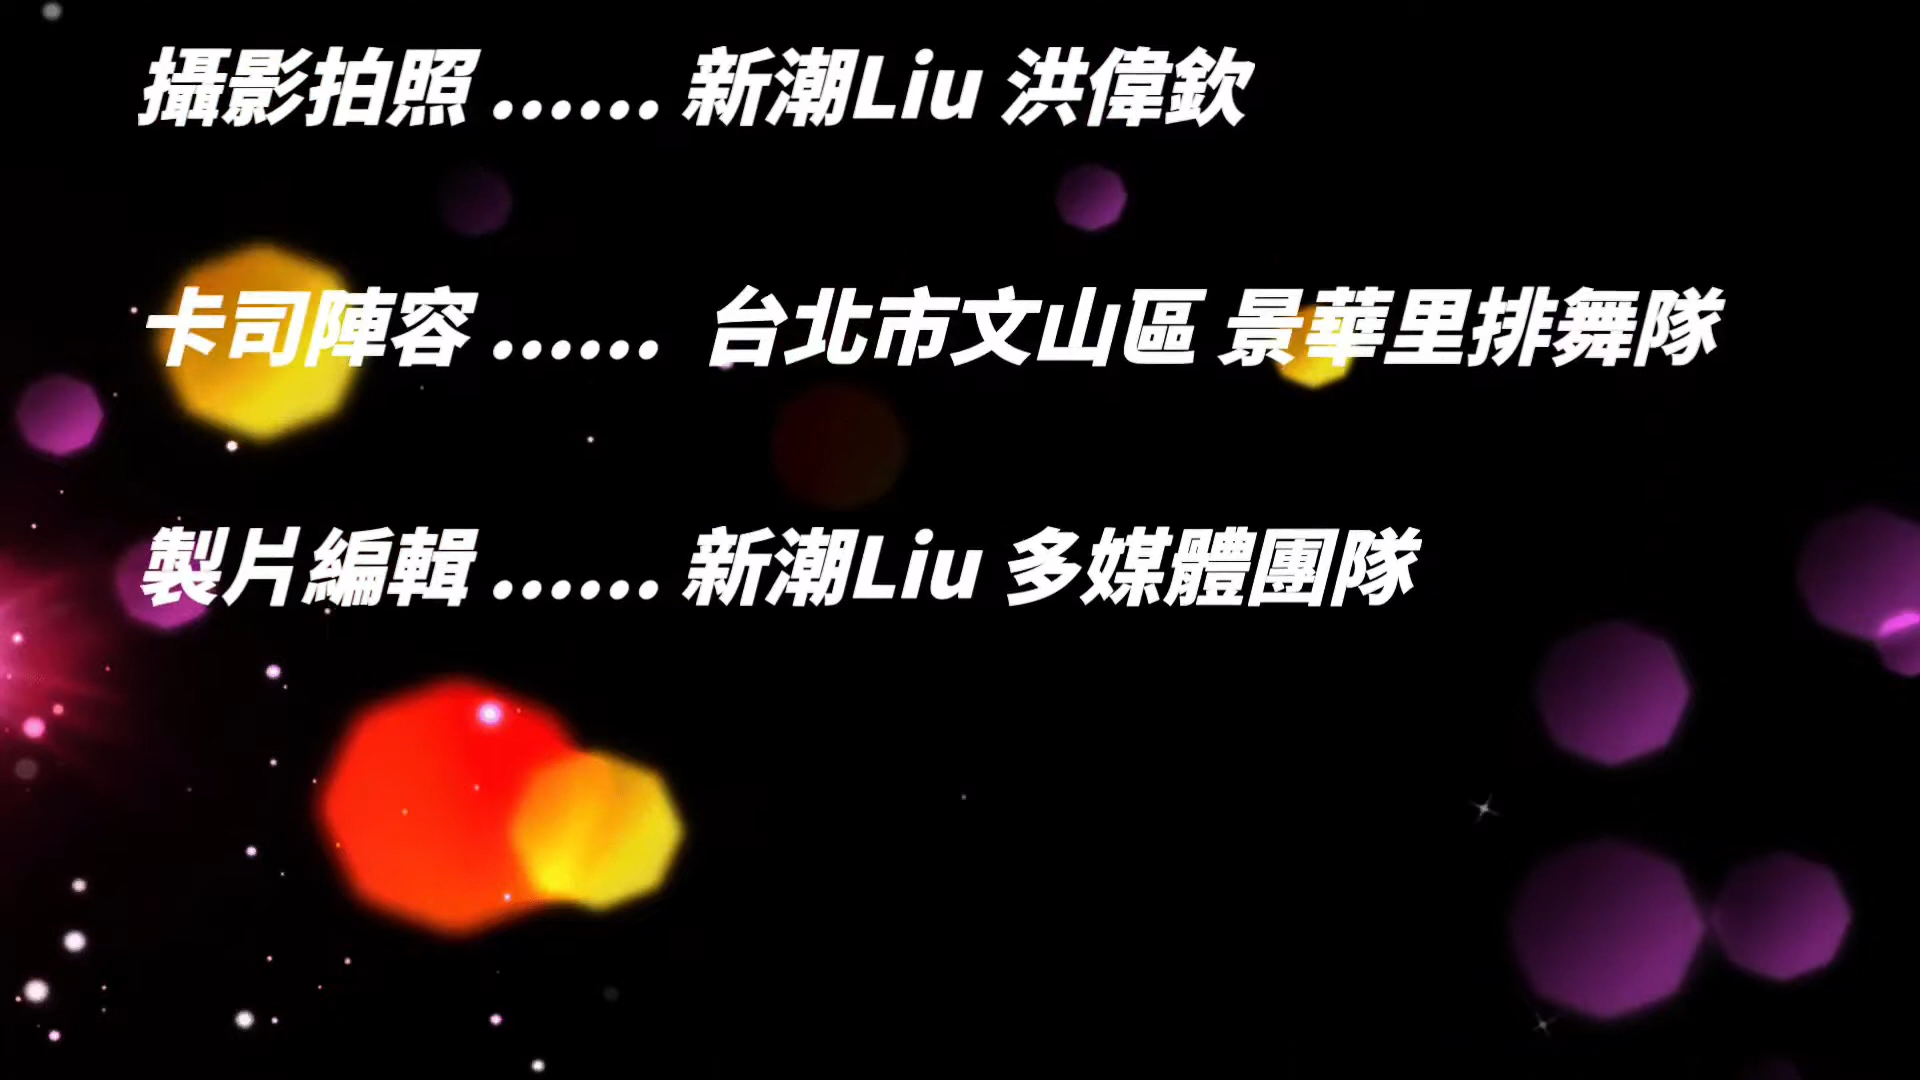 攝影拍照 ...... 新潮Liu 洪偉欽
卡司陣容 ...... 台北市文山區 景華里排舞隊
製片編輯 ...... 新潮Liu 多媒體團隊